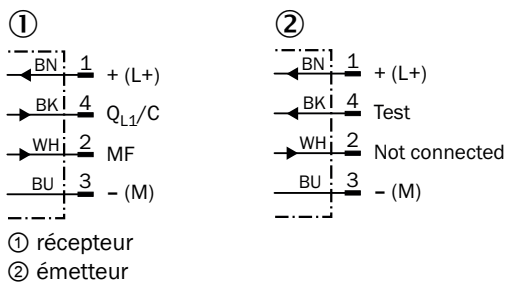 ① ②
BN 1 + (L+) BN 1 + (L+)
BK 4 Q_L1/C BK 4 Test
WH 2 MF WH 2 Not connected
BU 3 – (M) BU 3 – (M)
① récepteur
② émetteur